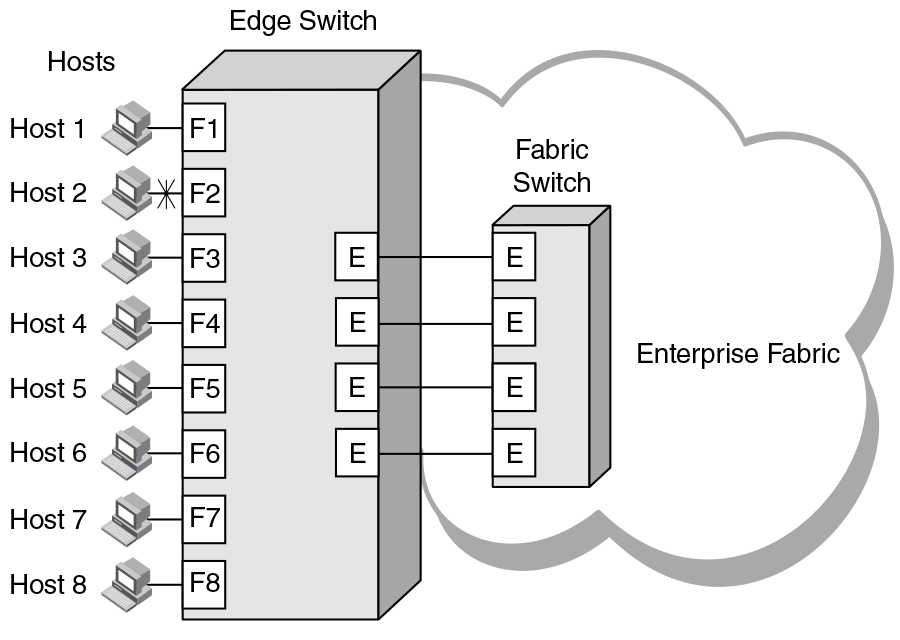 Edge Switch
Hosts
Host 1
F1
Host 2
F2
Host 3
F3
Host 4
F4
Host 5
F5
Host 6
F6
Host 7
F7
Host 8
F8
E
E
E
E
Fabric
Switch
E
E
E
E
Enterprise Fabric